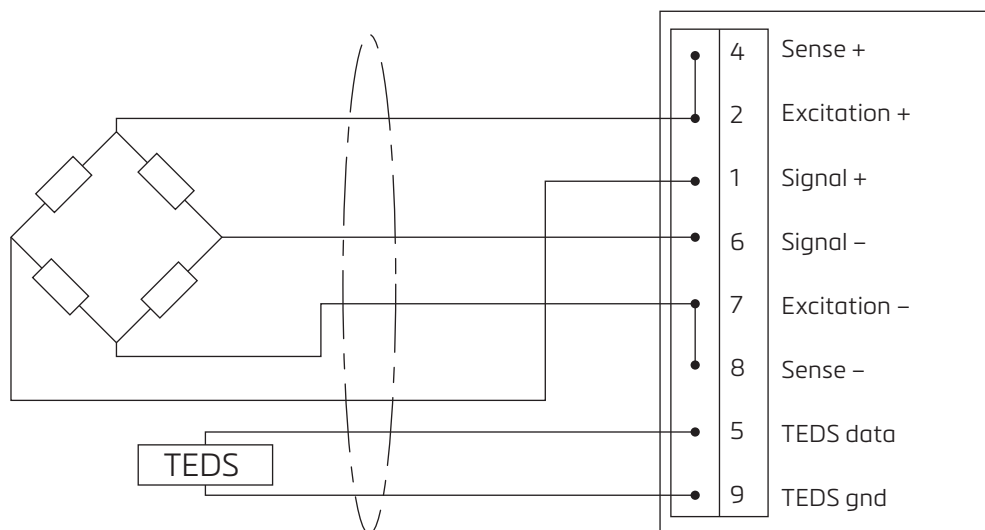 4 Sense +
2 Excitation +
1 Signal +
6 Signal –
7 Excitation –
8 Sense –
5 TEDS data
TEDS
9 TEDS gnd